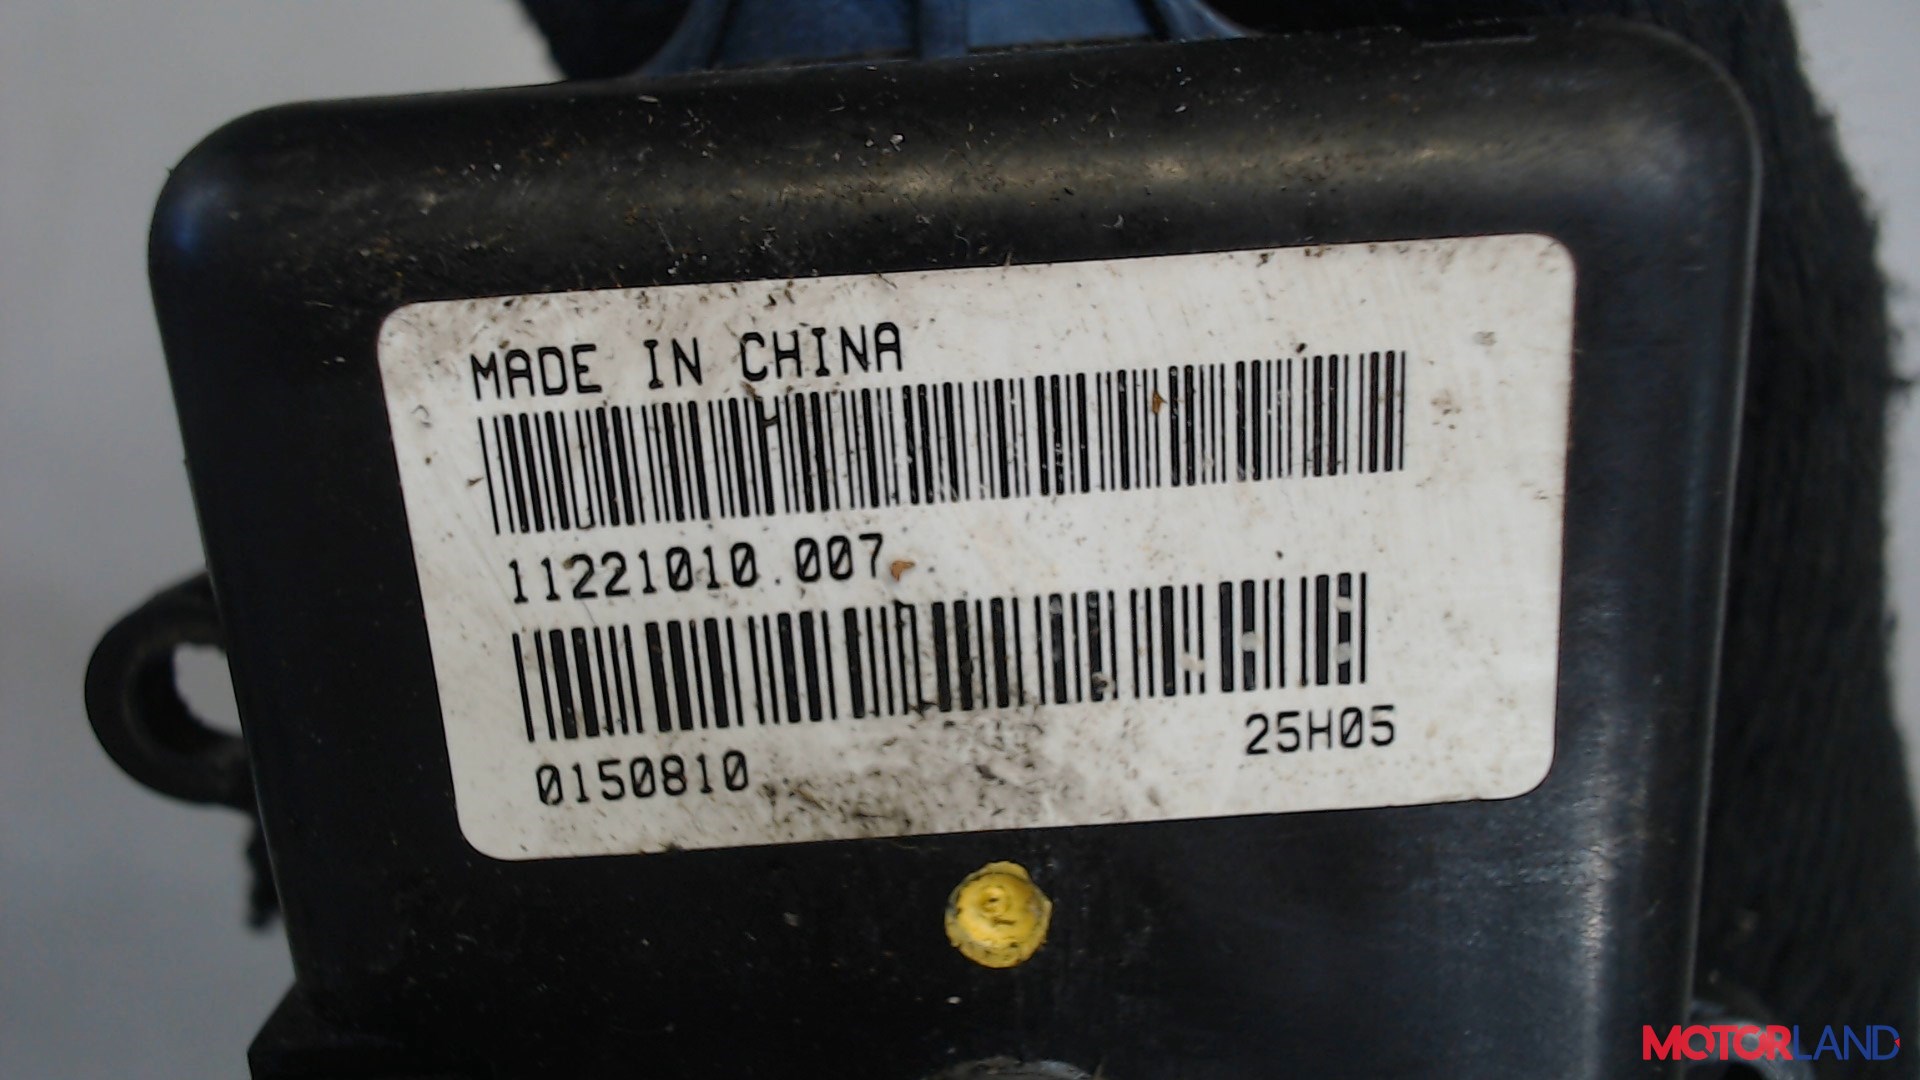 MADE IN CHINA
11221010.007
0150810 25H05
MOTORLAND